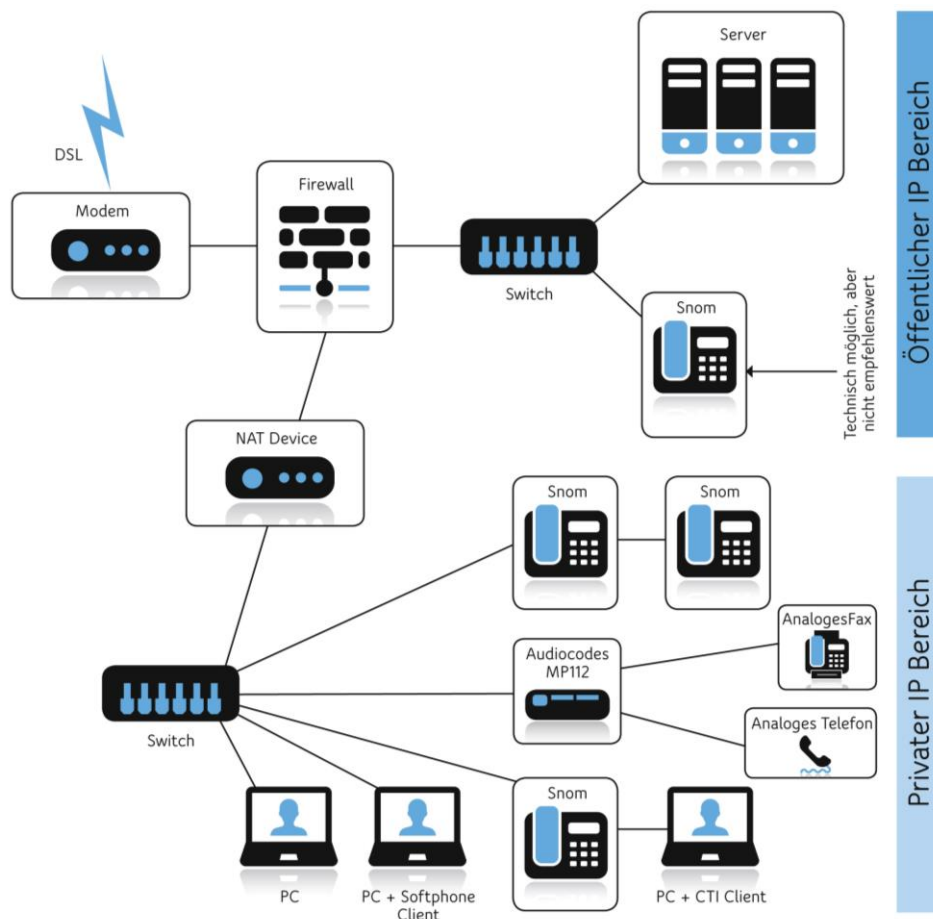 Server
DSL
Firewall
Modem
Switch
Snom
Technisch möglich, aber
nicht empfehlenswert
Öffentlicher IP Bereich
NAT Device
Snom
Snom
AnalogesFax
Audiocodes
MP112
Analoges Telefon
Switch
Snom
PC
PC + Softphone
Client
PC + CTI Client
Privater IP Bereich